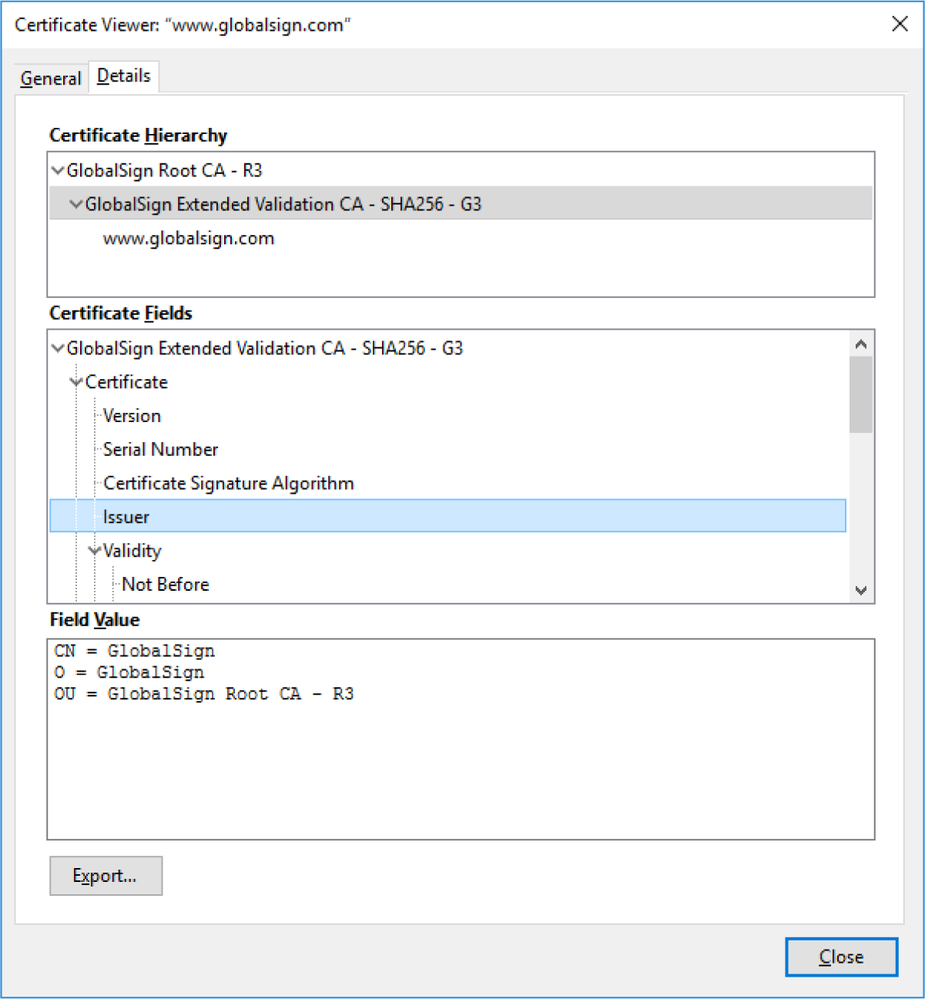 Certificate Viewer: “www.globalsign.com”
General Details
Certificate Hierarchy
GlobalSign Root CA - R3
GlobalSign Extended Validation CA - SHA256 - G3
www.globalsign.com
Certificate Fields
GlobalSign Extended Validation CA - SHA256 - G3
Certificate
Version
Serial Number
Certificate Signature Algorithm
Issuer
Validity
Not Before
Field Value
CN = GlobalSign
O = GlobalSign
OU = GlobalSign Root CA - R3
Export...
Close